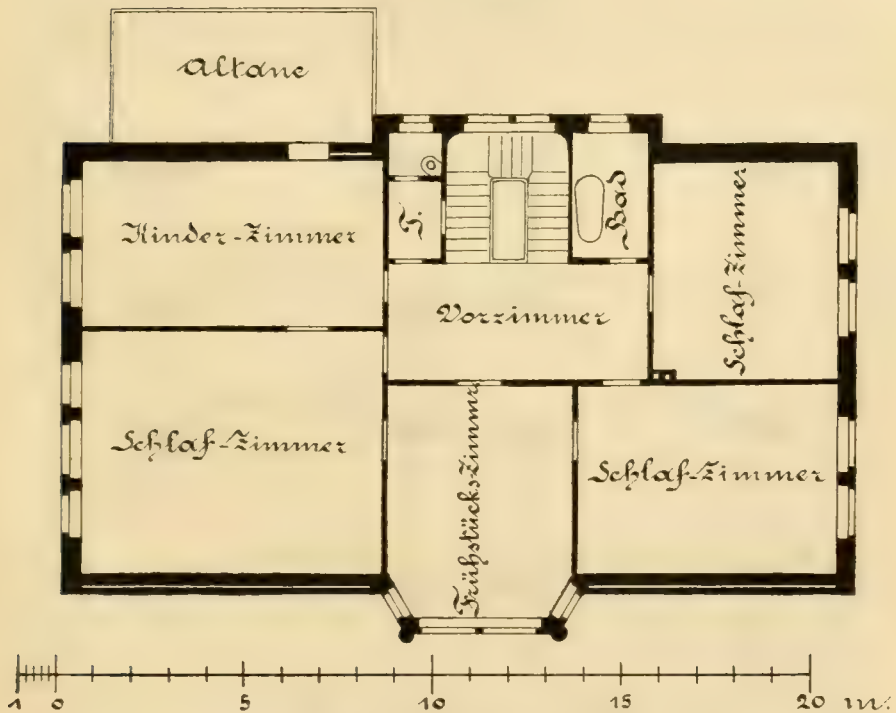 Altane
Kinder-Zimmer
Bad
Schlaf-Zimmer
Vorzimmer
Schlaf-Zimmer
Frühstücks-Zimmer
Schlaf-Zimmer
1 0 5 10 15 20 m.